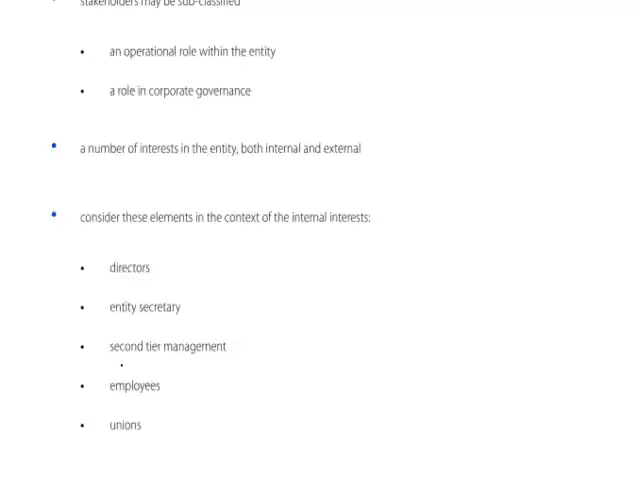 stakeholders may be sub-classified
• an operational role within the entity
• a role in corporate governance
• a number of interests in the entity, both internal and external
• consider these elements in the context of the internal interests:
• directors
• entity secretary
• second tier management
• employees
• unions